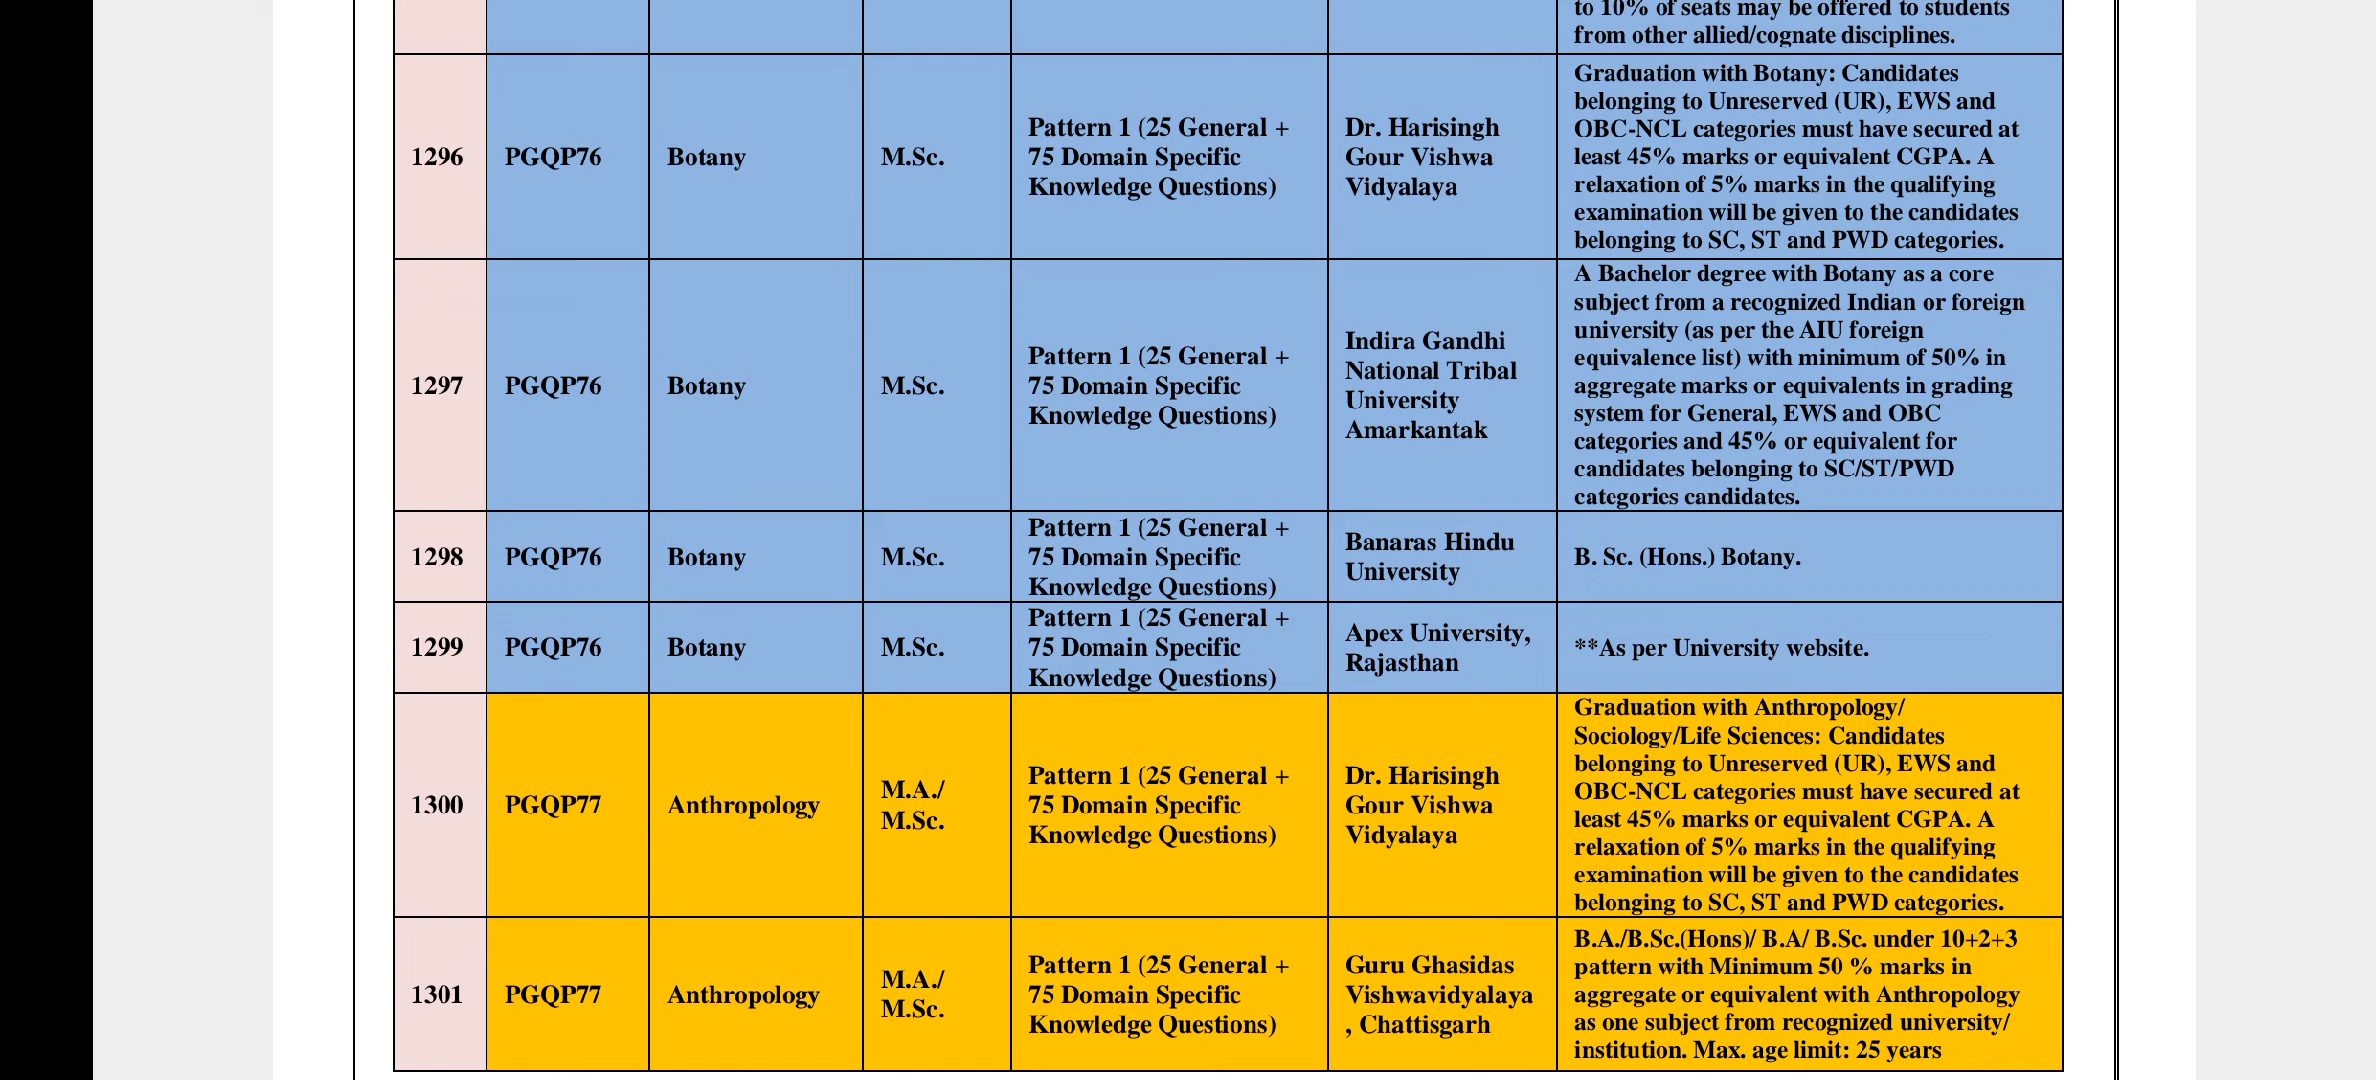 to 10% of seats may be offered to students
from other allied/cognate disciplines.
1296
PGQP76
Botany
M.Sc.
Pattern 1 (25 General +
75 Domain Specific
Knowledge Questions)
Dr. Harisingh
Gour Vishwa
Vidyalaya
Graduation with Botany: Candidates
belonging to Unreserved (UR), EWS and
OBC-NCL categories must have secured at
least 45% marks or equivalent CGPA. A
relaxation of 5% marks in the qualifying
examination will be given to the candidates
belonging to SC, ST and PWD categories.
1297
PGQP76
Botany
M.Sc.
Pattern 1 (25 General +
75 Domain Specific
Knowledge Questions)
Indira Gandhi
National Tribal
University
Amarkantak
A Bachelor degree with Botany as a core
subject from a recognized Indian or foreign
university (as per the AIU foreign
equivalence list) with minimum of 50% in
aggregate marks or equivalents in grading
system for General, EWS and OBC
categories and 45% or equivalent for
candidates belonging to SC/ST/PWD
categories candidates.
1298
PGQP76
Botany
M.Sc.
Pattern 1 (25 General +
75 Domain Specific
Knowledge Questions)
Banaras Hindu
University
B. Sc. (Hons.) Botany.
1299
PGQP76
Botany
M.Sc.
Pattern 1 (25 General +
75 Domain Specific
Knowledge Questions)
Apex University,
Rajasthan
**As per University website.
1300
PGQP77
Anthropology
M.A./
M.Sc.
Pattern 1 (25 General +
75 Domain Specific
Knowledge Questions)
Dr. Harisingh
Gour Vishwa
Vidyalaya
Graduation with Anthropology/
Sociology/Life Sciences: Candidates
belonging to Unreserved (UR), EWS and
OBC-NCL categories must have secured at
least 45% marks or equivalent CGPA. A
relaxation of 5% marks in the qualifying
examination will be given to the candidates
belonging to SC, ST and PWD categories.
1301
PGQP77
Anthropology
M.A./
M.Sc.
Pattern 1 (25 General +
75 Domain Specific
Knowledge Questions)
Guru Ghasidas
Vishwavidyalaya
, Chattisgarh
B.A./B.Sc.(Hons)/ B.A/ B.Sc. under 10+2+3
pattern with Minimum 50 % marks in
aggregate or equivalent with Anthropology
as one subject from recognized university/
institution. Max. age limit: 25 years